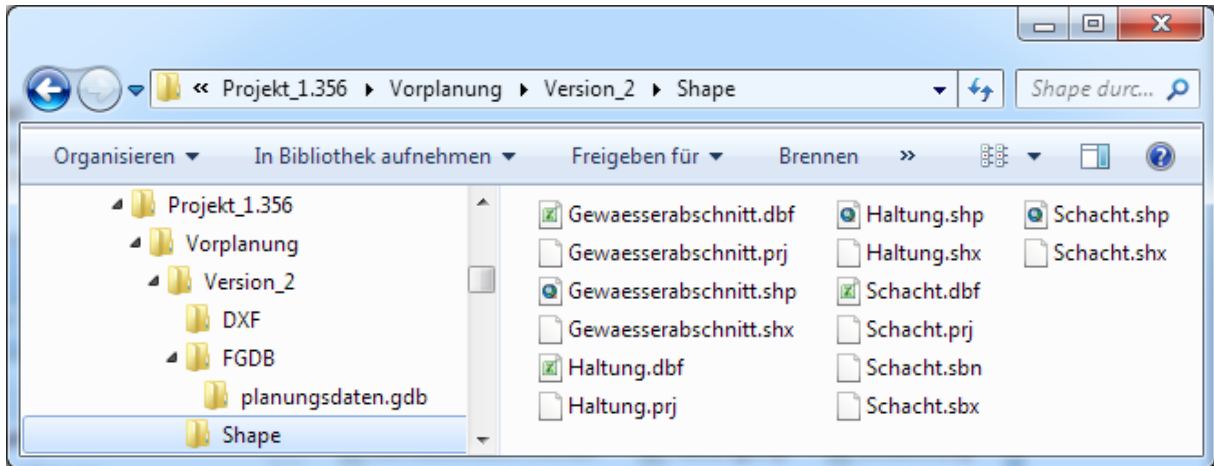 « Projekt_1.356 Vorplanung Version_2 Shape
Shape durc...
Organisieren In Bibliothek aufnehmen Freigeben für Brennen »
Projekt_1.356
Vorplanung
Version_2
DXF
FGDB
planungsdaten.gdb
Shape
Gewaesserabschnitt.dbf
Gewaesserabschnitt.prj
Gewaesserabschnitt.shp
Gewaesserabschnitt.shx
Haltung.dbf
Haltung.prj
Haltung.shp
Haltung.shx
Schacht.dbf
Schacht.prj
Schacht.sbn
Schacht.sbx
Schacht.shp
Schacht.shx